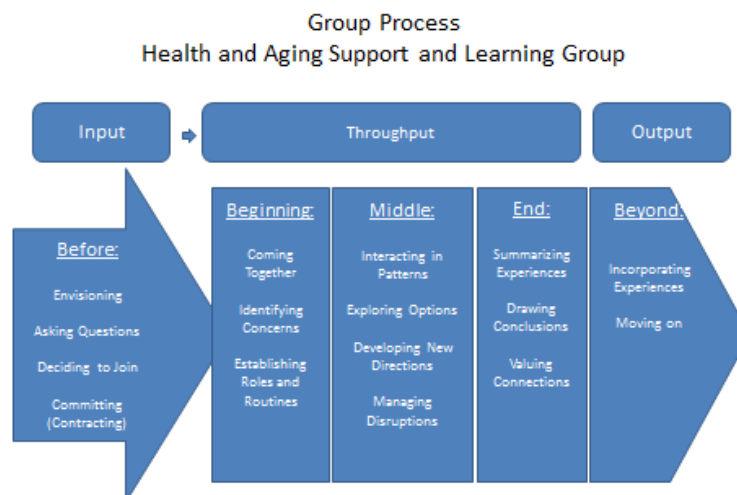 Group Process
Health and Aging Support and Learning Group
Input
Throughput
Output
Before:
Envisioning
Asking Questions
Deciding to Join
Committing
(Contracting)
Beginning:
Coming
Together
Identifying
Concerns
Establishing
Roles and
Routines
Middle:
Interacting in
Patterns
Exploring Options
Developing New
Directions
Managing
Disruptions
End:
Summarizing
Experiences
Drawing
Conclusions
Valuing
Connections
Beyond:
Incorporating
Experiences
Moving on